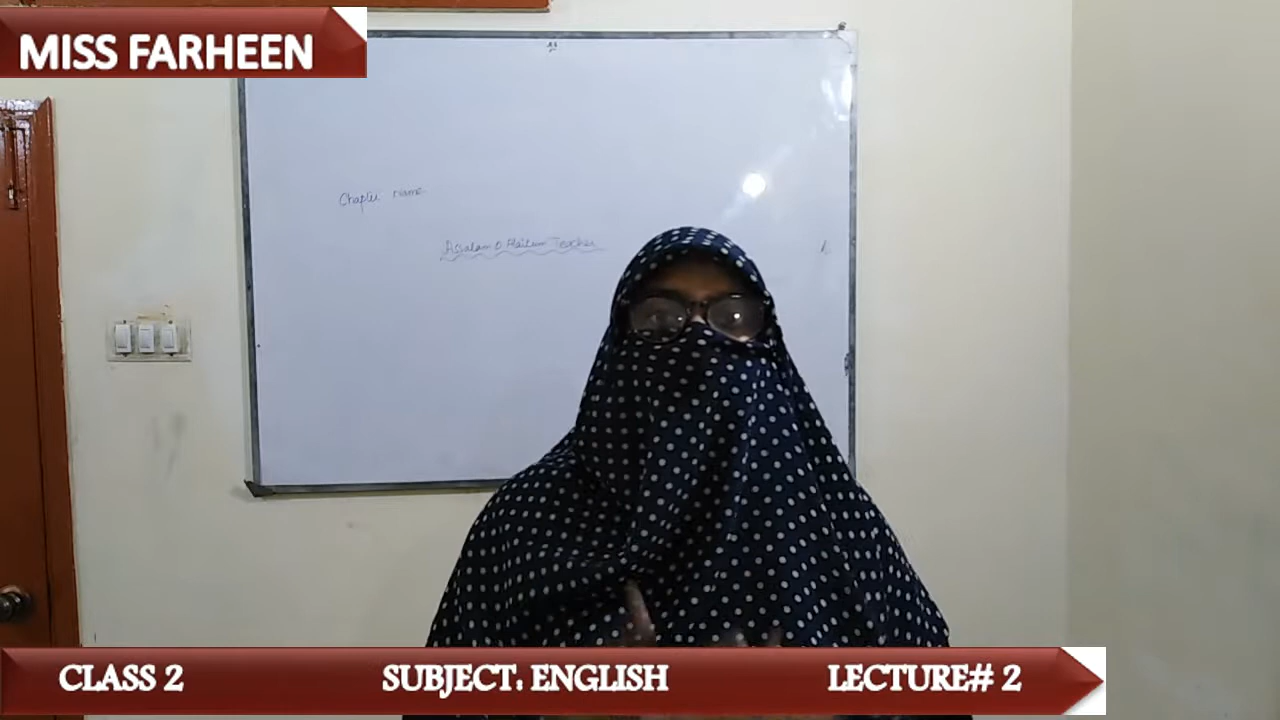 MISS FARHEEN
Chapter Name
Assalam O Alaikum Teacher
CLASS 2 SUBJECT: ENGLISH LECTURE# 2